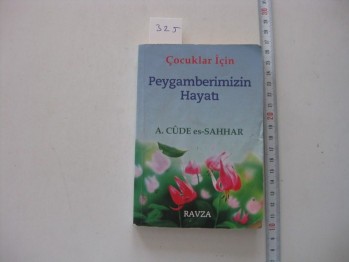 325
Çocuklar İçin
Peygamberimizin
Hayatı
A. CÛDE es-SAHHAR
RAVZA